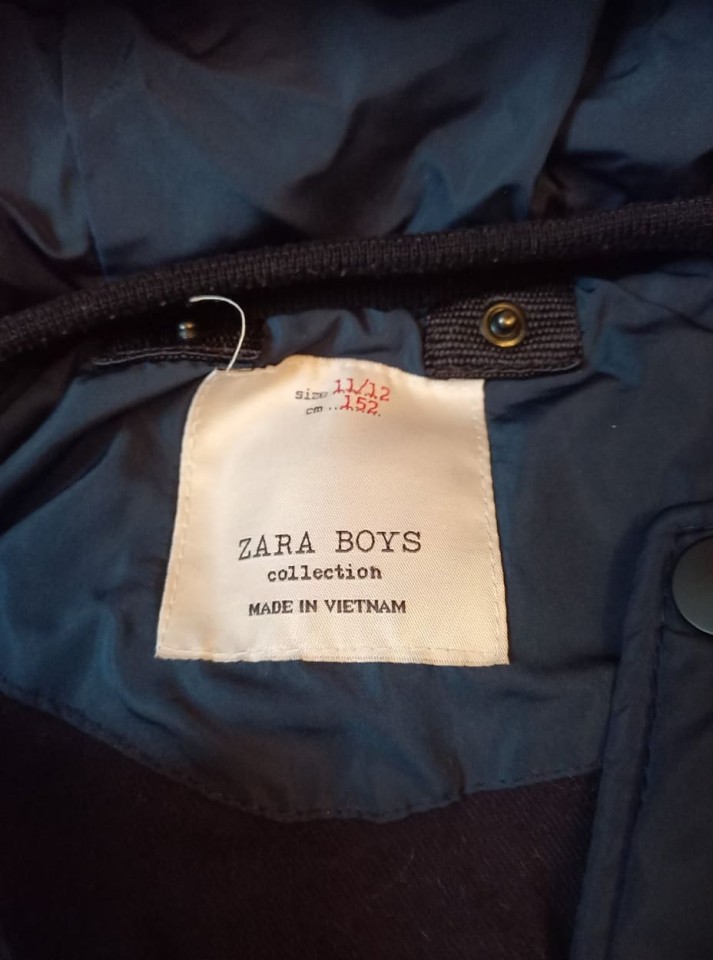 size 11/12
cm ..152..
ZARA BOYS
collection
MADE IN VIETNAM